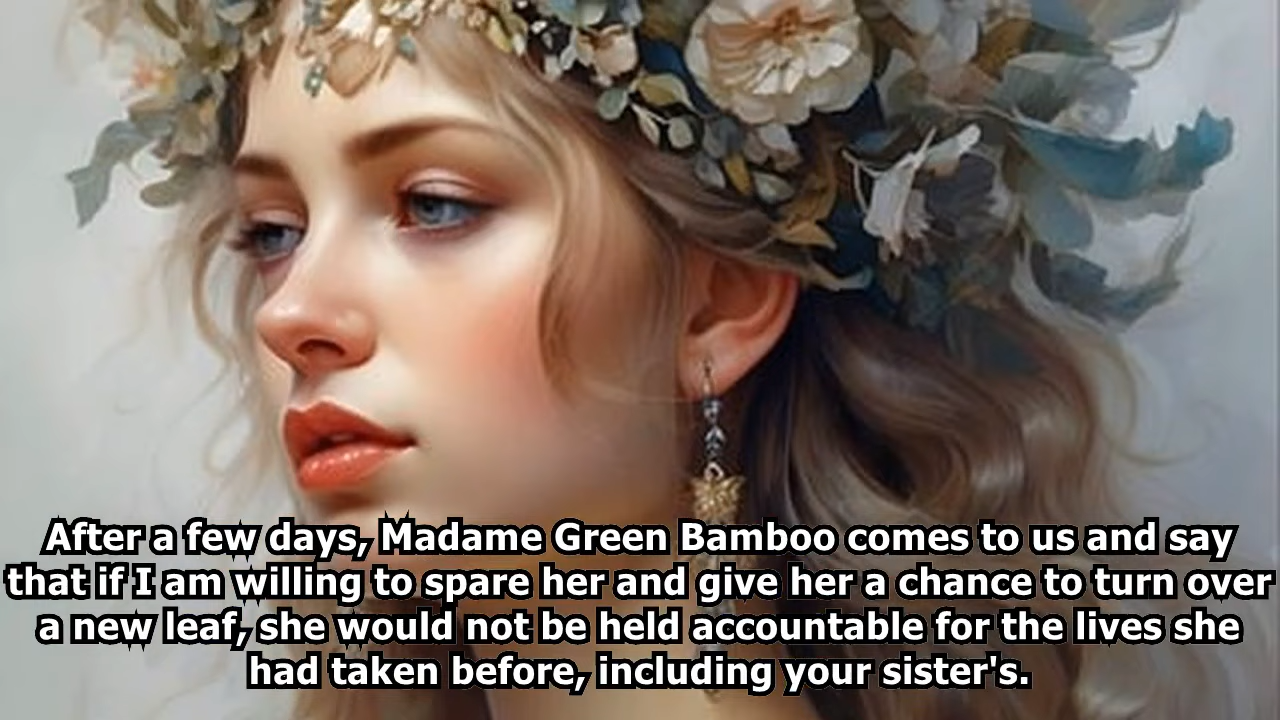 After a few days, Madame Green Bamboo comes to us and say
that if I am willing to spare her and give her a chance to turn over
a new leaf, she would not be held accountable for the lives she
had taken before, including your sister's.